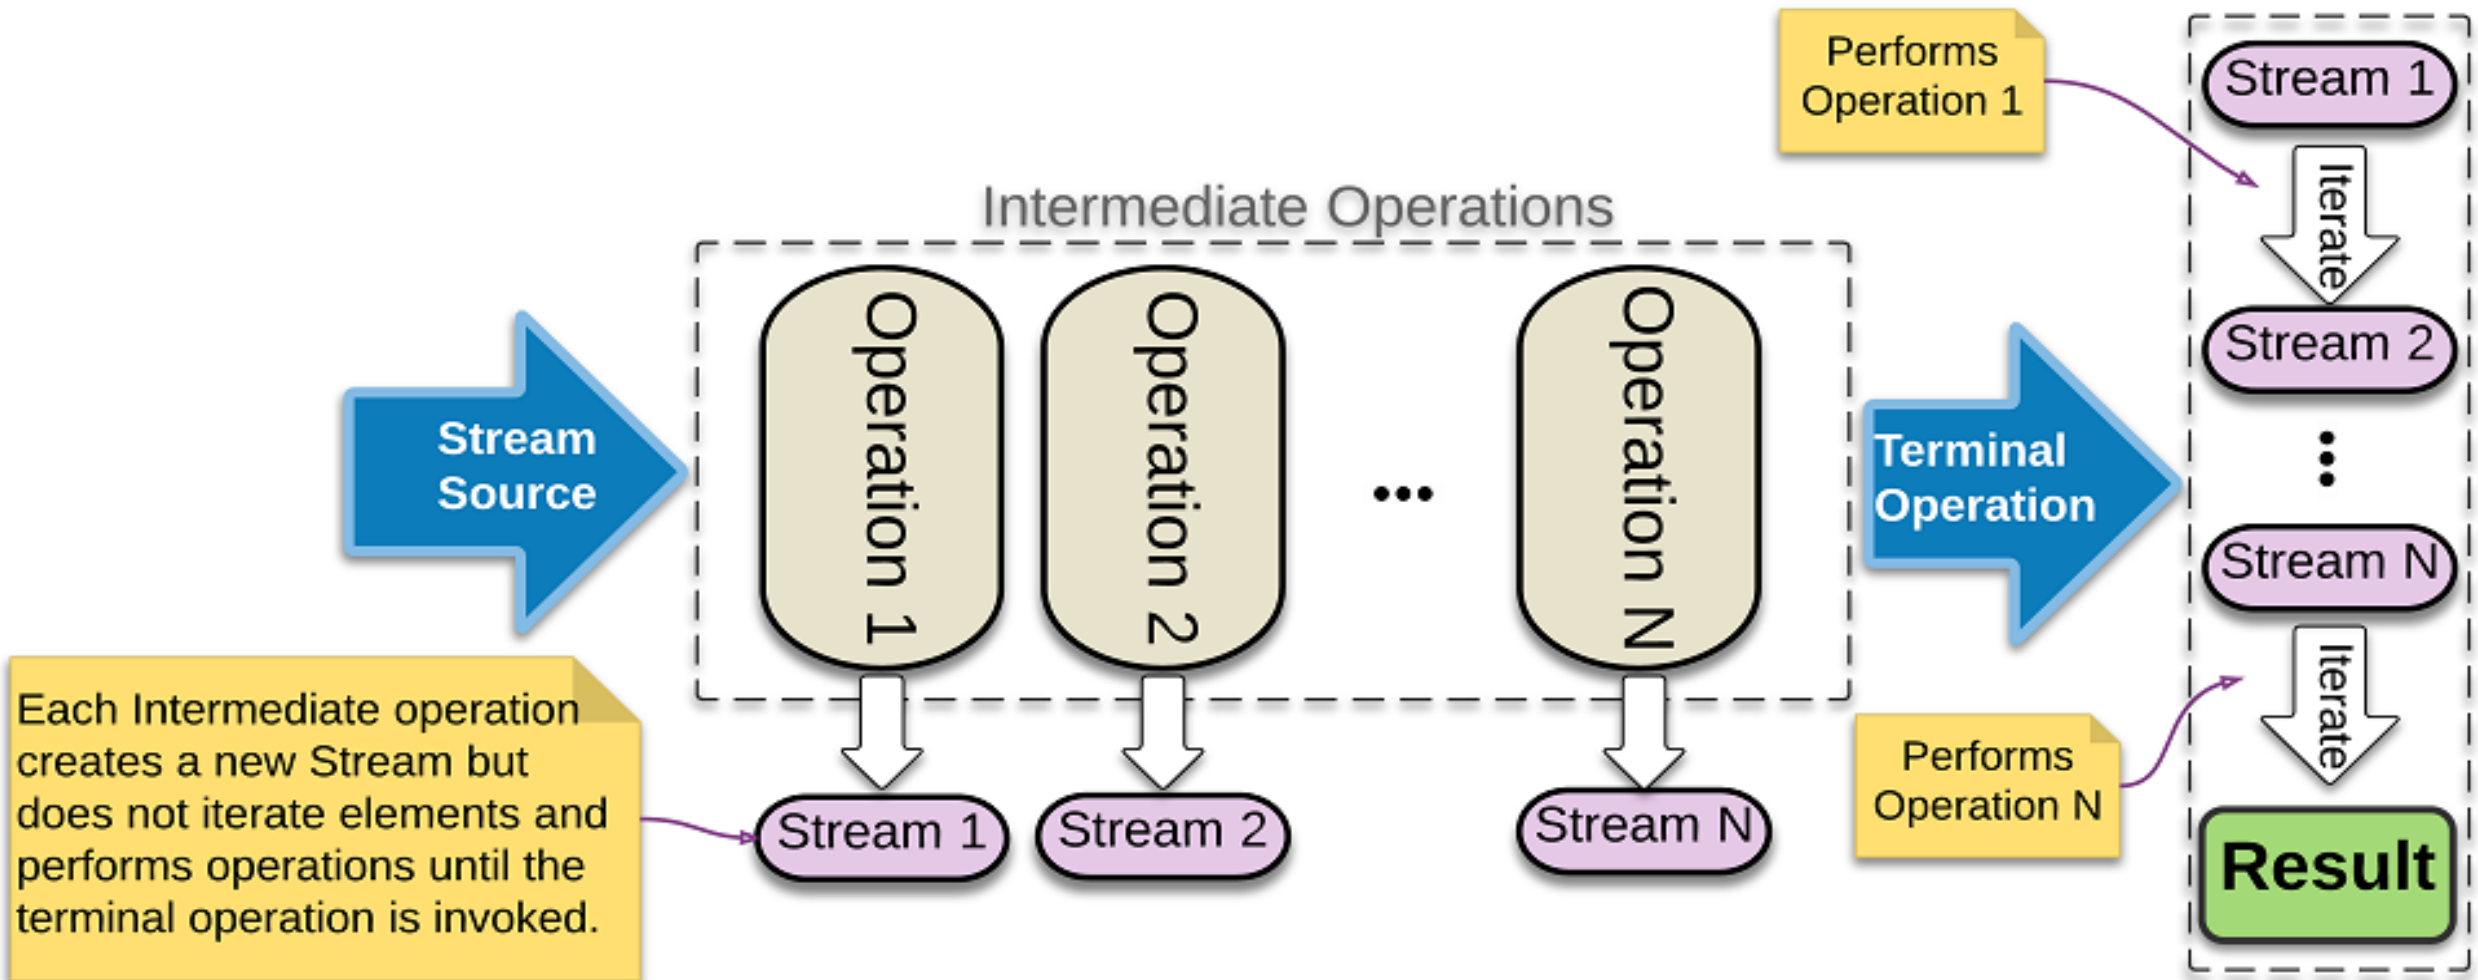 Performs
Operation 1
Stream 1
Iterate
Stream 2
Stream N
Iterate
Result
Intermediate Operations
Stream
Source
Operation 1
Operation 2
...
Operation N
Terminal
Operation
Each Intermediate operation
creates a new Stream but
does not iterate elements and
performs operations until the
terminal operation is invoked.
Stream 1
Stream 2
Stream N
Performs
Operation N